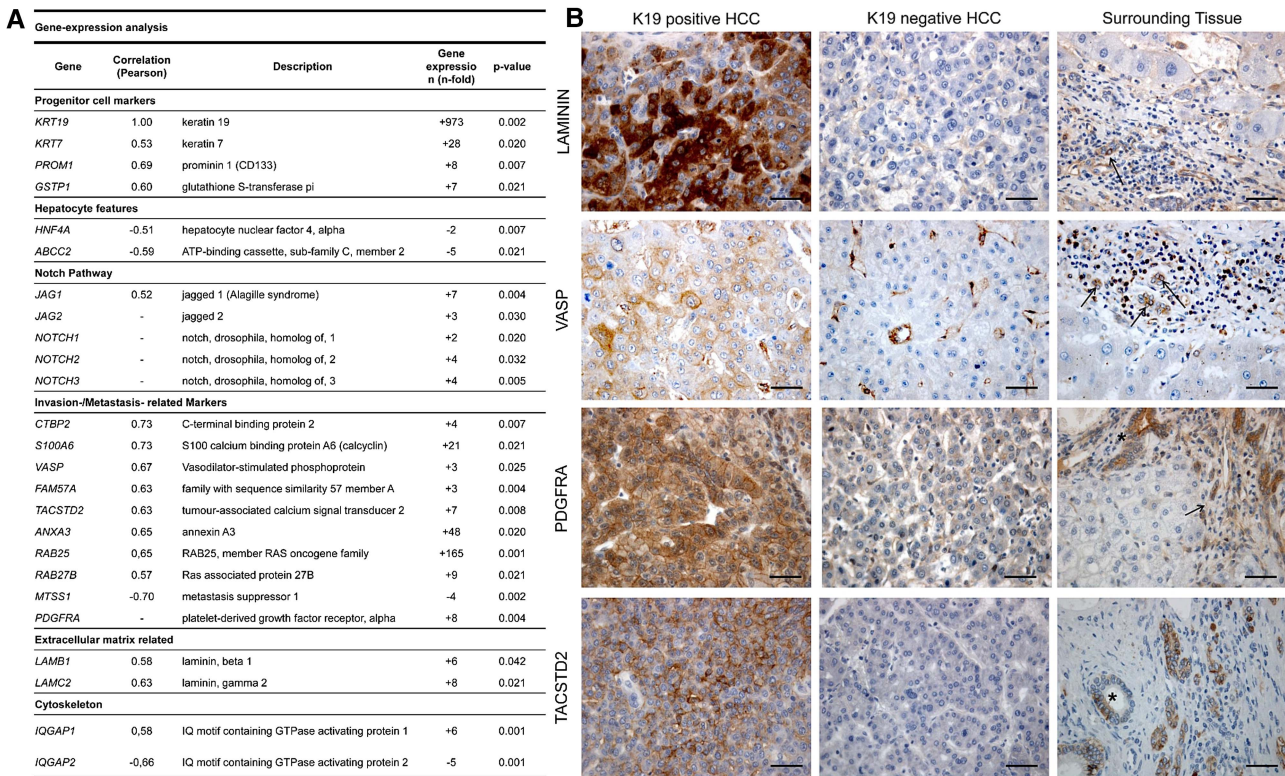 A
Gene-expression analysis
Gene Correlation (Pearson) Description Gene expressio n (n-fold) p-value
Progenitor cell markers
KRT19 1.00 keratin 19 +973 0.002
KRT7 0.53 keratin 7 +28 0.020
PROM1 0.69 prominin 1 (CD133) +8 0.007
GSTP1 0.60 glutathione S-transferase pi +7 0.021
Hepatocyte features
HNF4A -0.51 hepatocyte nuclear factor 4, alpha -2 0.007
ABCC2 -0.59 ATP-binding cassette, sub-family C, member 2 -5 0.021
Notch Pathway
JAG1 0.52 jagged 1 (Alagille syndrome) +7 0.004
JAG2 - jagged 2 +3 0.030
NOTCH1 - notch, drosophila, homolog of, 1 +2 0.020
NOTCH2 - notch, drosophila, homolog of, 2 +4 0.032
NOTCH3 - notch, drosophila, homolog of, 3 +4 0.005
Invasion-/Metastasis- related Markers
CTBP2 0.73 C-terminal binding protein 2 +4 0.007
S100A6 0.73 S100 calcium binding protein A6 (calcyclin) +21 0.021
VASP 0.67 Vasodilator-stimulated phosphoprotein +3 0.025
FAM57A 0.63 family with sequence similarity 57 member A +3 0.004
TACSTD2 0.63 tumour-associated calcium signal transducer 2 +7 0.008
ANXA3 0.65 annexin A3 +48 0.020
RAB25 0,65 RAB25, member RAS oncogene family +165 0.001
RAB27B 0.57 Ras associated protein 27B +9 0.021
MTSS1 -0.70 metastasis suppressor 1 -4 0.002
PDGFRA - platelet-derived growth factor receptor, alpha +8 0.004
Extracellular matrix related
LAMB1 0.58 laminin, beta 1 +6 0.042
LAMC2 0.63 laminin, gamma 2 +8 0.021
Cytoskeleton
IQGAP1 0,58 IQ motif containing GTPase activating protein 1 +6 0.001
IQGAP2 -0,66 IQ motif containing GTPase activating protein 2 -5 0.001
B
K19 positive HCC K19 negative HCC Surrounding Tissue
LAMININ
VASP
PDGFRA
*
TACSTD2
*